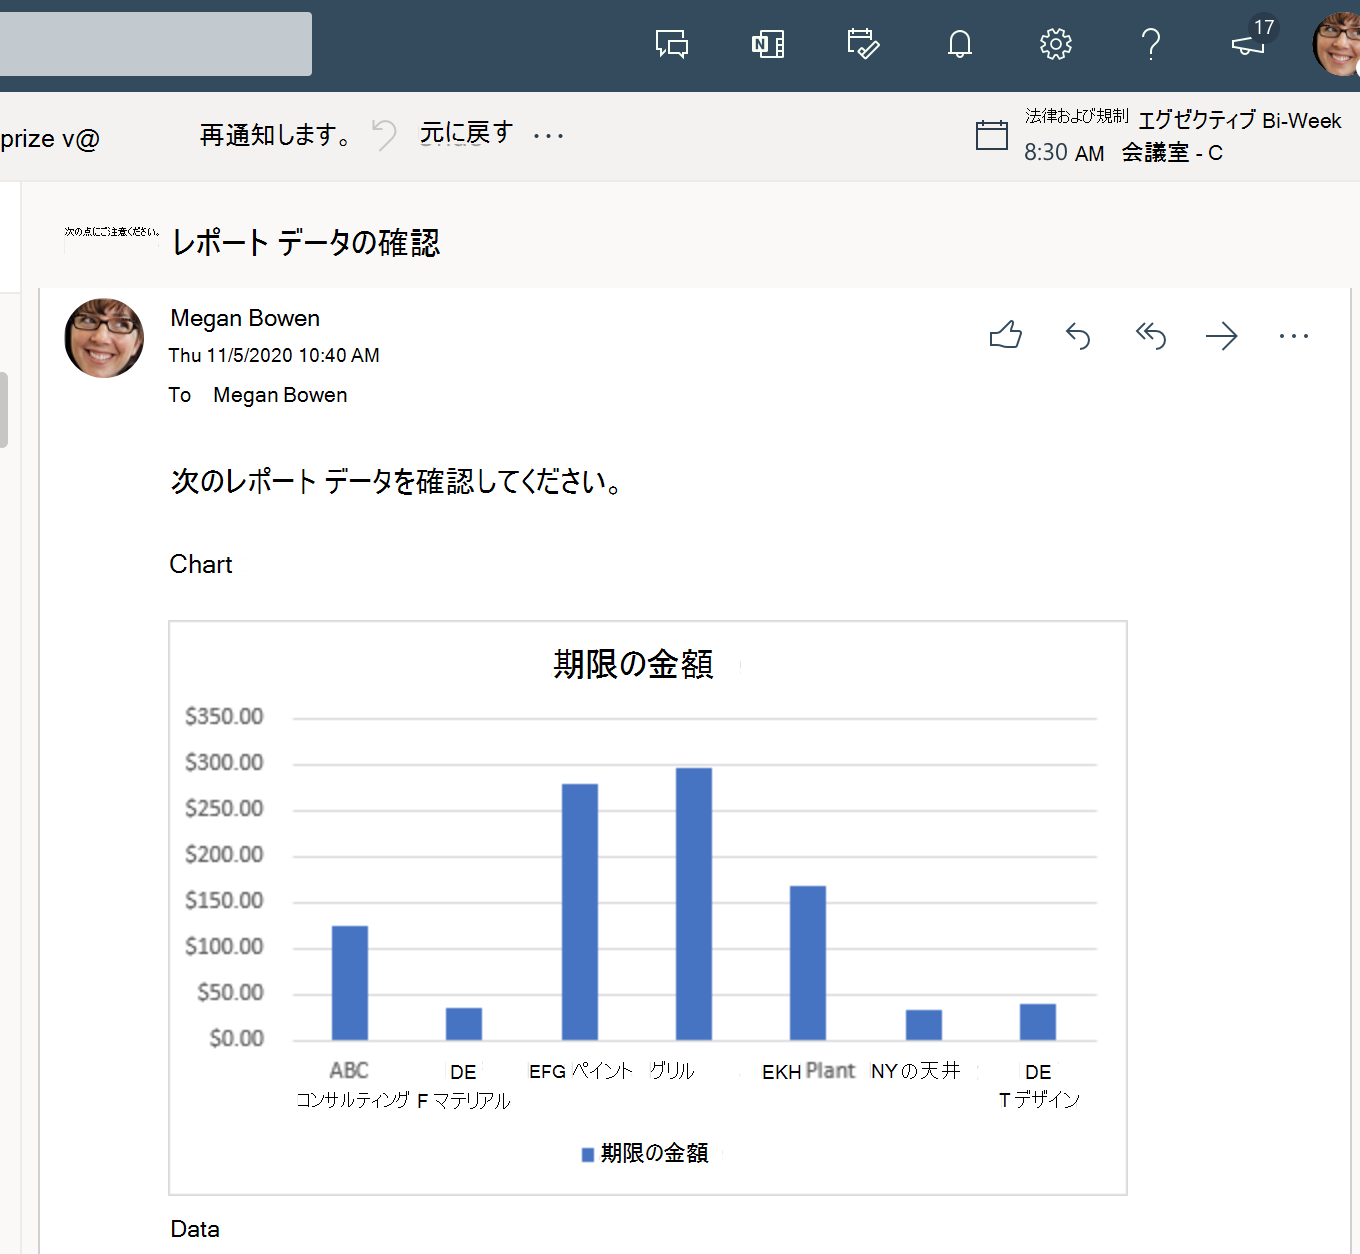 17
prize v@
再通知します。 元に戻す ...
法律および規制 エグゼクティブ Bi-Week
8:30 AM 会議室 - C
次の点にご注意ください。 レポート データの確認
Megan Bowen
Thu 11/5/2020 10:40 AM
To Megan Bowen
次のレポート データを確認してください。
Chart
期限の金額
$350.00
$300.00
$250.00
$200.00
$150.00
$100.00
$50.00
$0.00
ABC DE EFG ペイント グリル EKH Plant NY の天井 DE
コンサルティング F マテリアル T デザイン
期限の金額
Data